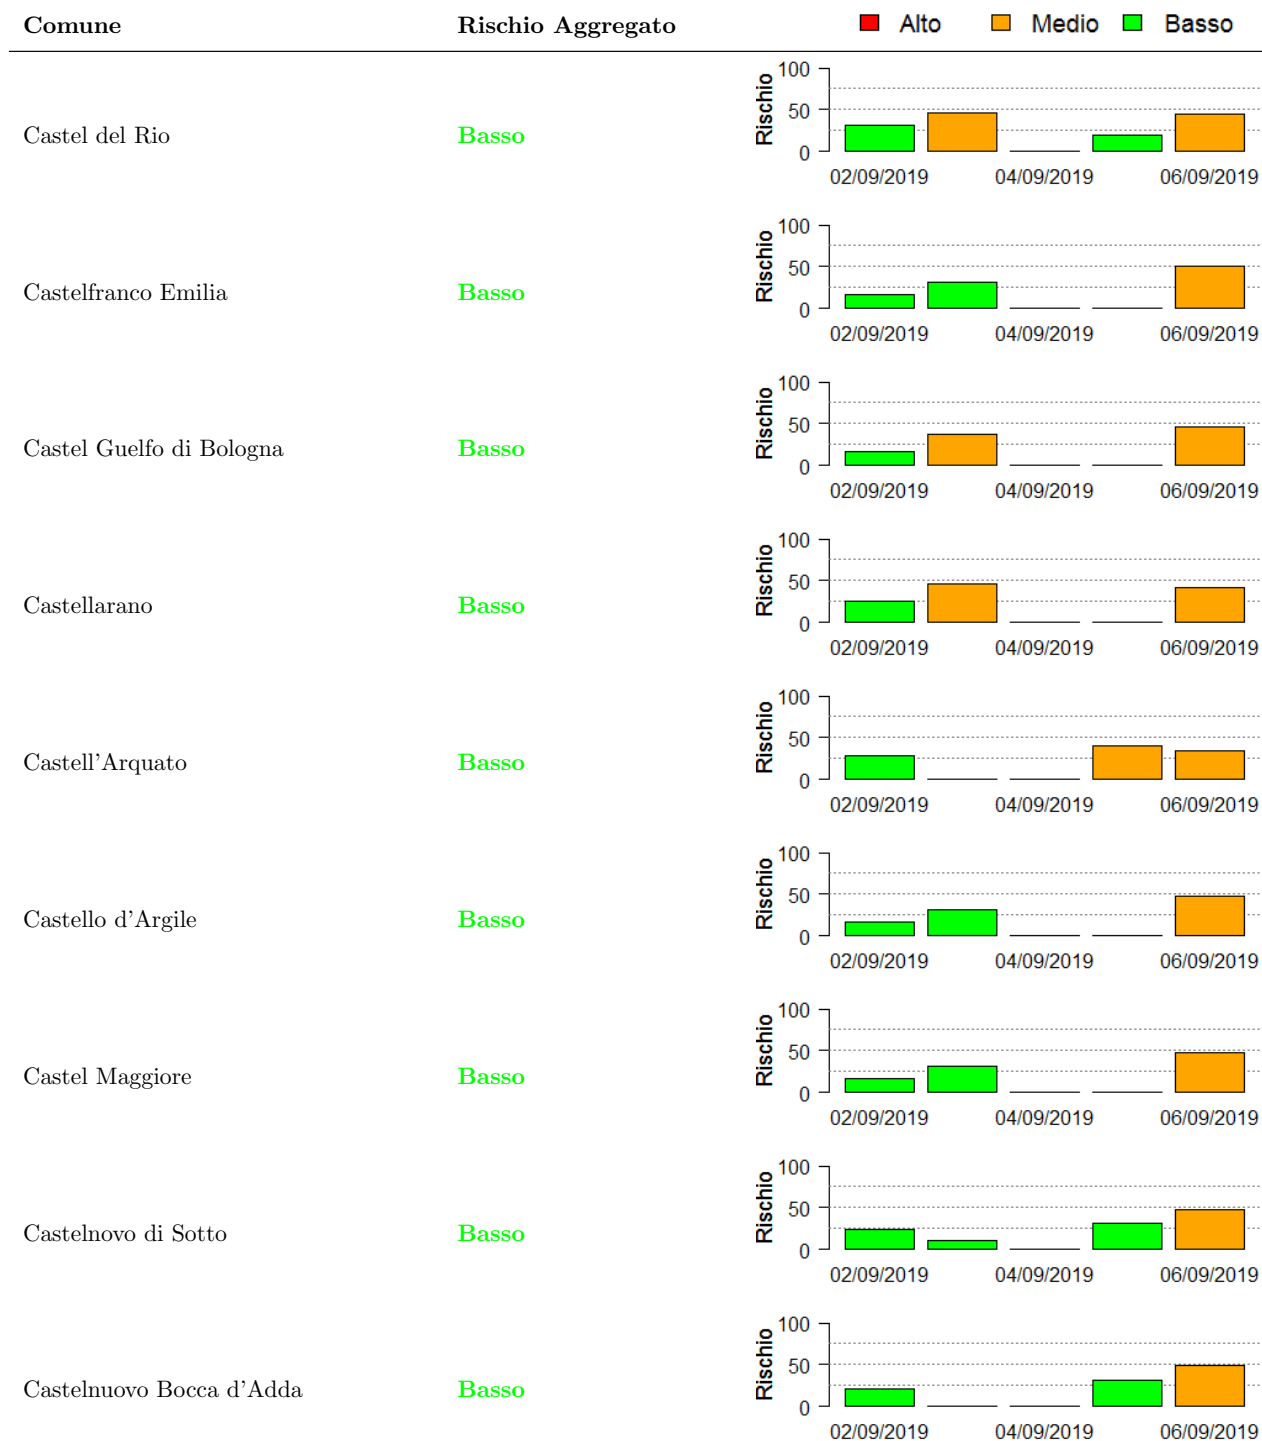 Comune Rischio Aggregato Alto Medio Basso
Castel del Rio Basso Rischio 100 50 0
02/09/2019 04/09/2019 06/09/2019
Castelfranco Emilia Basso Rischio 100 50 0
02/09/2019 04/09/2019 06/09/2019
Castel Guelfo di Bologna Basso Rischio 100 50 0
02/09/2019 04/09/2019 06/09/2019
Castellarano Basso Rischio 100 50 0
02/09/2019 04/09/2019 06/09/2019
Castell'Arquato Basso Rischio 100 50 0
02/09/2019 04/09/2019 06/09/2019
Castello d'Argile Basso Rischio 100 50 0
02/09/2019 04/09/2019 06/09/2019
Castel Maggiore Basso Rischio 100 50 0
02/09/2019 04/09/2019 06/09/2019
Castelnovo di Sotto Basso Rischio 100 50 0
02/09/2019 04/09/2019 06/09/2019
Castelnuovo Bocca d'Adda Basso Rischio 100 50 0
02/09/2019 04/09/2019 06/09/2019